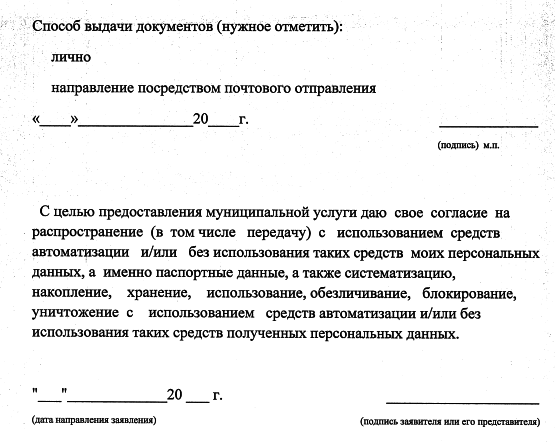 Способ выдачи документов (нужное отметить):
лично
направление посредством почтового отправления
«____»_______________20____г. _____________
(подпись) м.п.
С целью предоставления муниципальной услуги даю свое согласие на
распространение (в том числе передачу) с использованием средств
автоматизации и/или без использования таких средств моих персональных
данных, а именно паспортные данные, а также систематизацию,
накопление, хранение, использование, обезличивание, блокирование,
уничтожение с использованием средств автоматизации и/или без
использования таких средств полученных персональных данных.
"___"_____________20 ___ г. ____________________
(дата направления заявления) (подпись заявителя или его представителя)